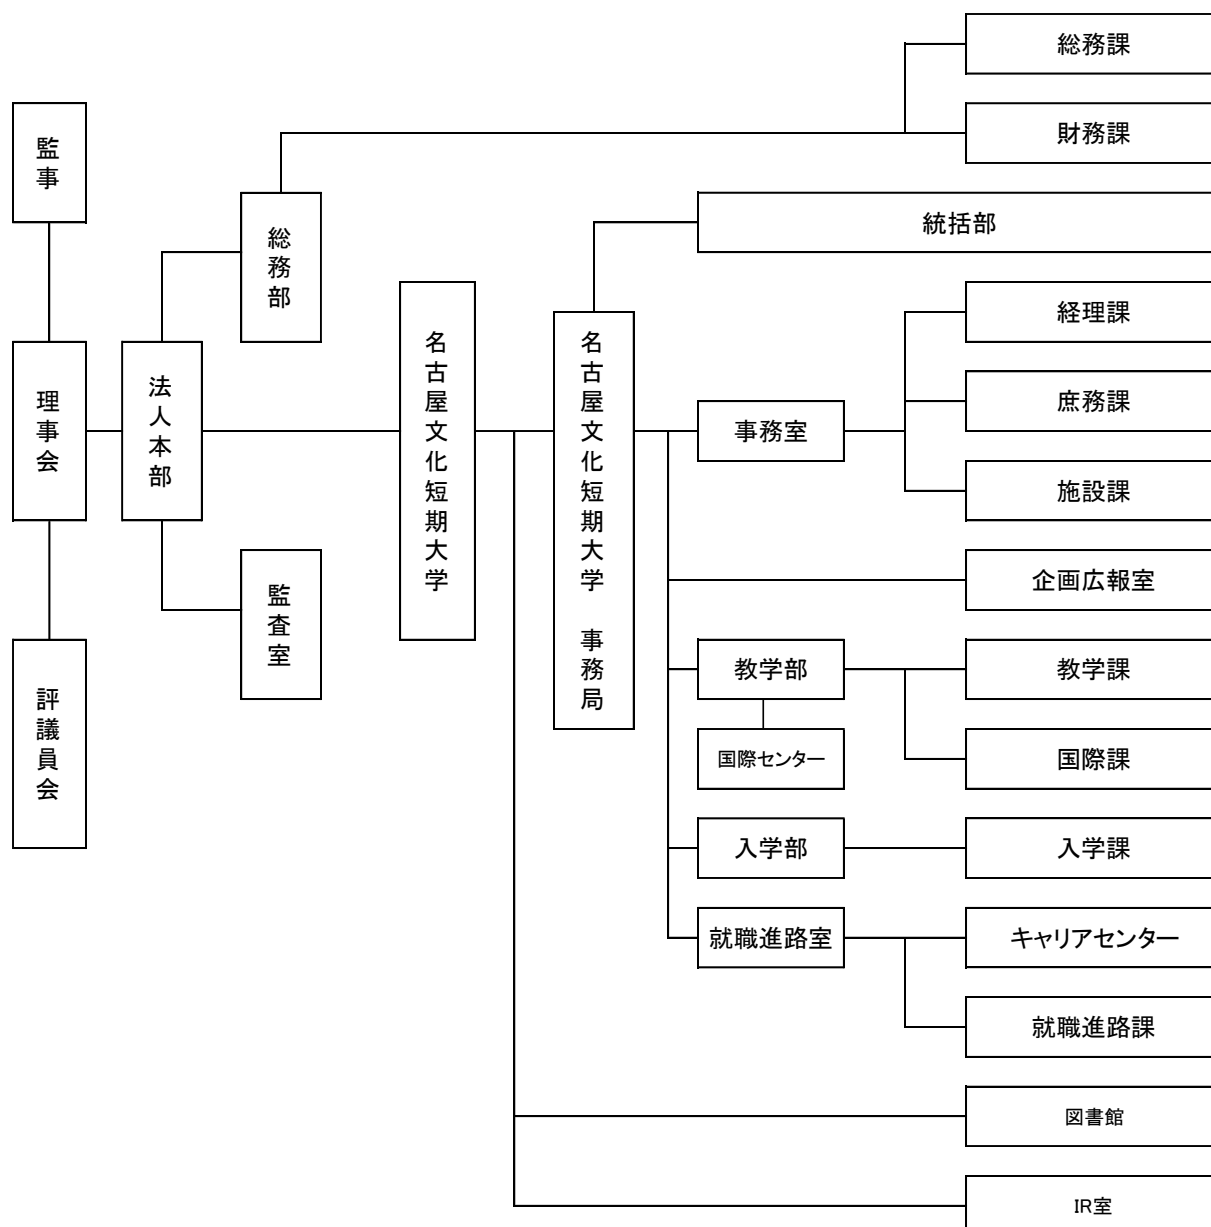 総務課
財務課
監事
総務部
統括部
経理課
理事会
法人本部
名古屋文化短期大学
名古屋文化短期大学　事務局
事務室
庶務課
施設課
監査室
企画広報室
評議員会
教学部
教学課
国際センター
国際課
入学部
入学課
就職進路室
キャリアセンター
就職進路課
図書館
IR室